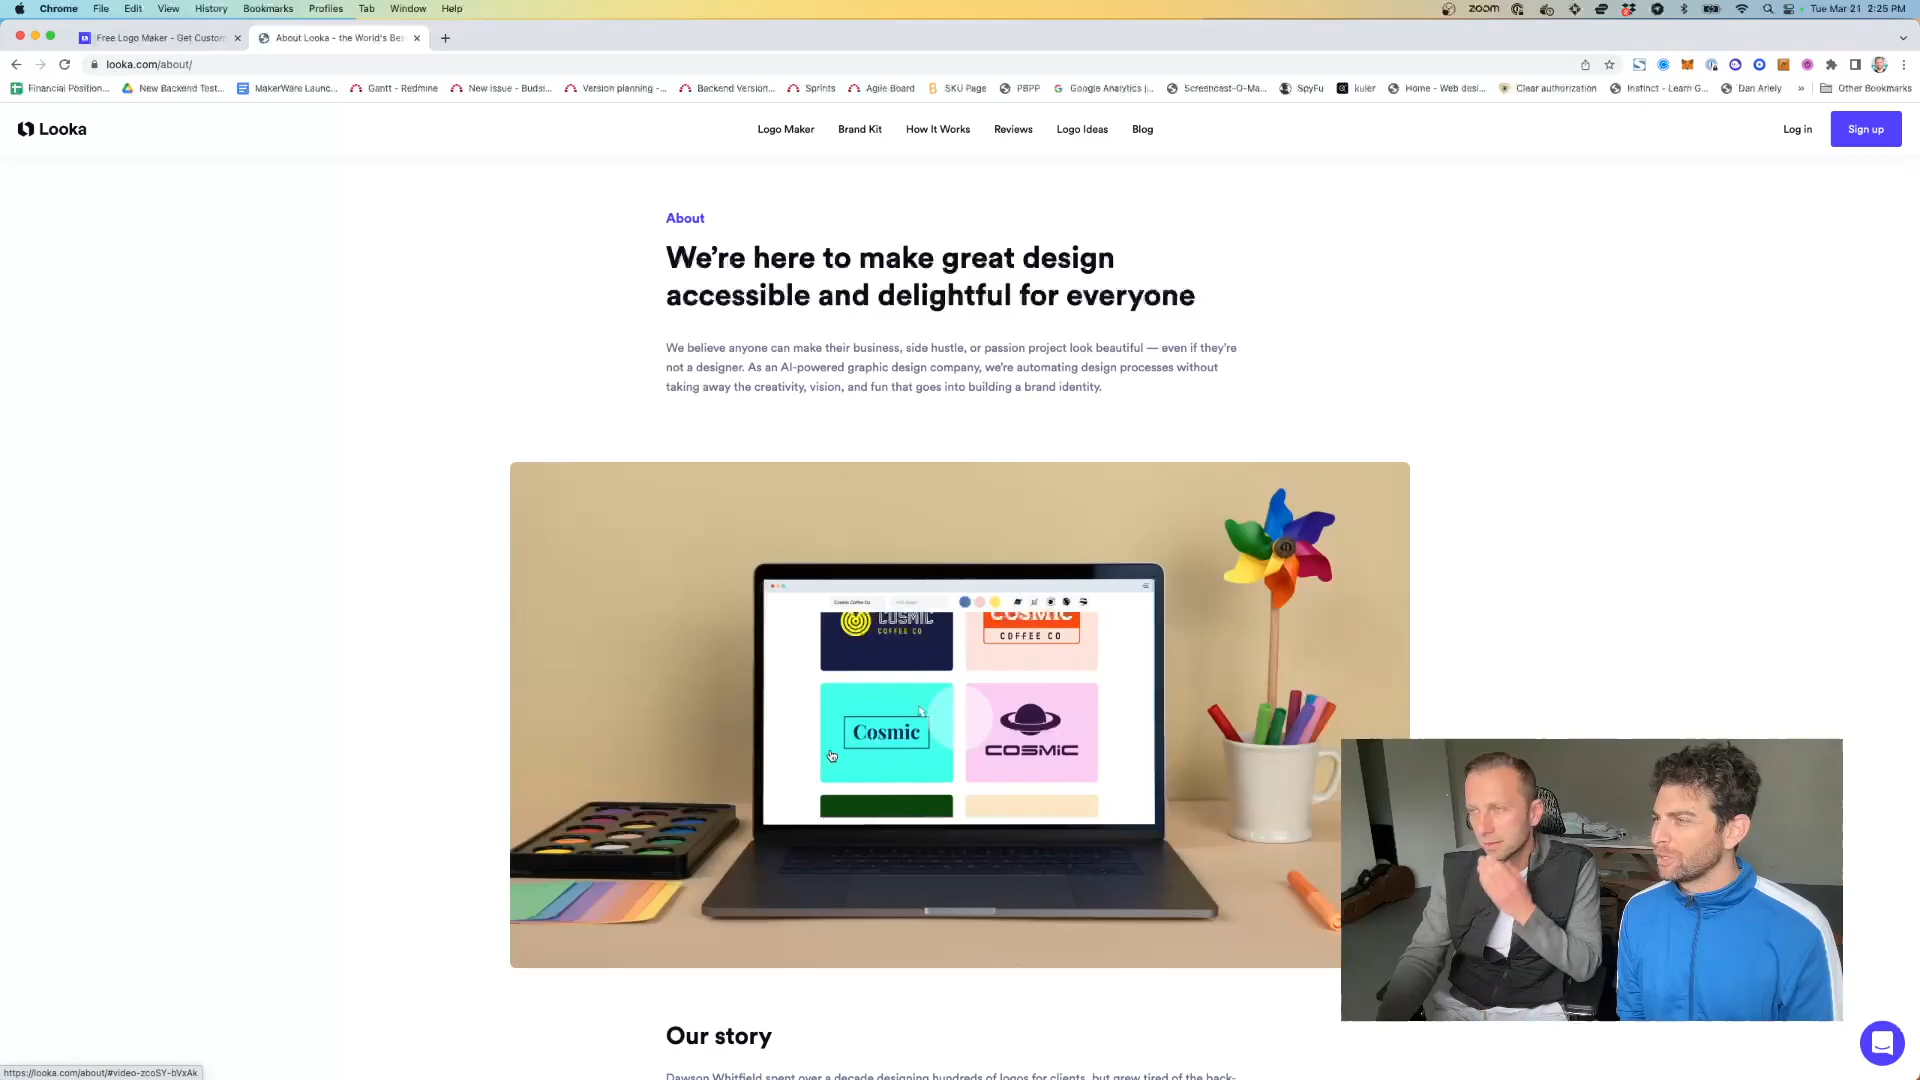 Chrome File Edit View History Bookmarks Profiles Tab Window Help zoom Tue Mar 21 2:25 PM
Free Logo Maker - Get Custom About Looka - the World's Bes
looka.com/about/
Financial Position... New Backend Test... MakerWare Launc... Gantt - Redmine New issue - Budsi... Version planning -... Backend Version... Sprints Agile Board SKU Page PBPP Google Analytics |... Screencast-O-Ma... SpyFu kuler Home - Web desi... Clear authorization Instinct - Learn G... Dan Ariely » Other Bookmarks
Looka Logo Maker Brand Kit How It Works Reviews Logo Ideas Blog Log in Sign up
About
We’re here to make great design
accessible and delightful for everyone
We believe anyone can make their business, side hustle, or passion project look beautiful — even if they’re
not a designer. As an AI-powered graphic design company, we’re automating design processes without
taking away the creativity, vision, and fun that goes into building a brand identity.
Cosmic Coffee Co
COSMIC
COFFEE CO
COSMIC
COFFEE CO
Cosmic
COSMiC
Our story
Dawson Whitfield spent over a decade designing hundreds of logos for clients, but grew tired of the back-
https://looka.com/about/#video-zcoSY-bVxAk